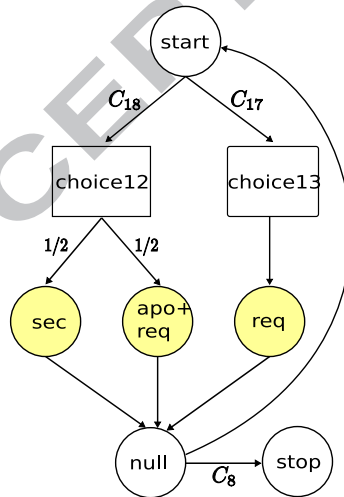 start
C18
C17
choice12
choice13
1/2
1/2
sec
apo+
req
req
null
C8
stop